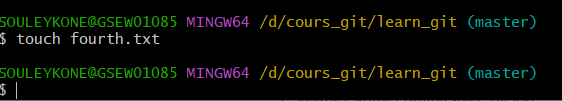 SOULEYKONE@GSEW01085 MINGW64 /d/cours_git/learn_git (master)
$ touch fourth.txt
SOULEYKONE@GSEW01085 MINGW64 /d/cours_git/learn_git (master)
$